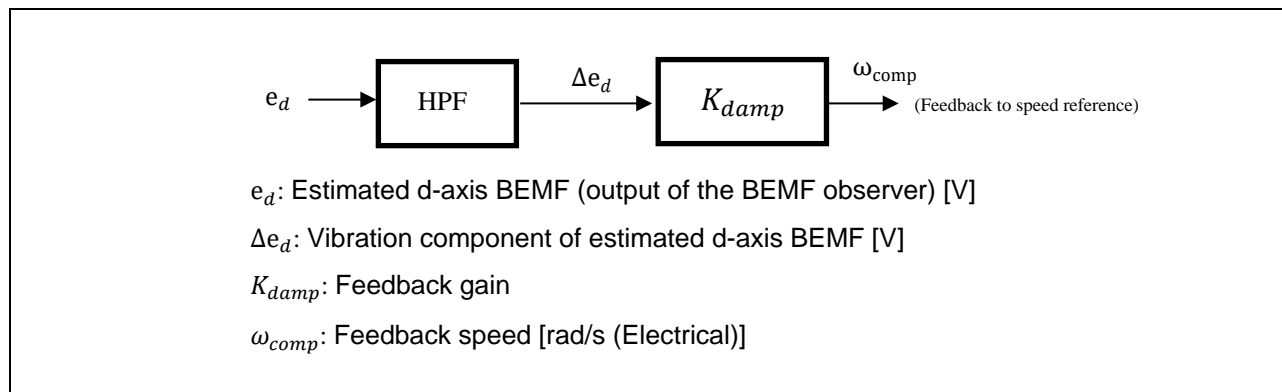 e_d
HPF
Δe_d
K_damp
ω_comp
(Feedback to speed reference)
e_d: Estimated d-axis BEMF (output of the BEMF observer) [V]
Δe_d: Vibration component of estimated d-axis BEMF [V]
K_damp: Feedback gain
ω_comp: Feedback speed [rad/s (Electrical)]